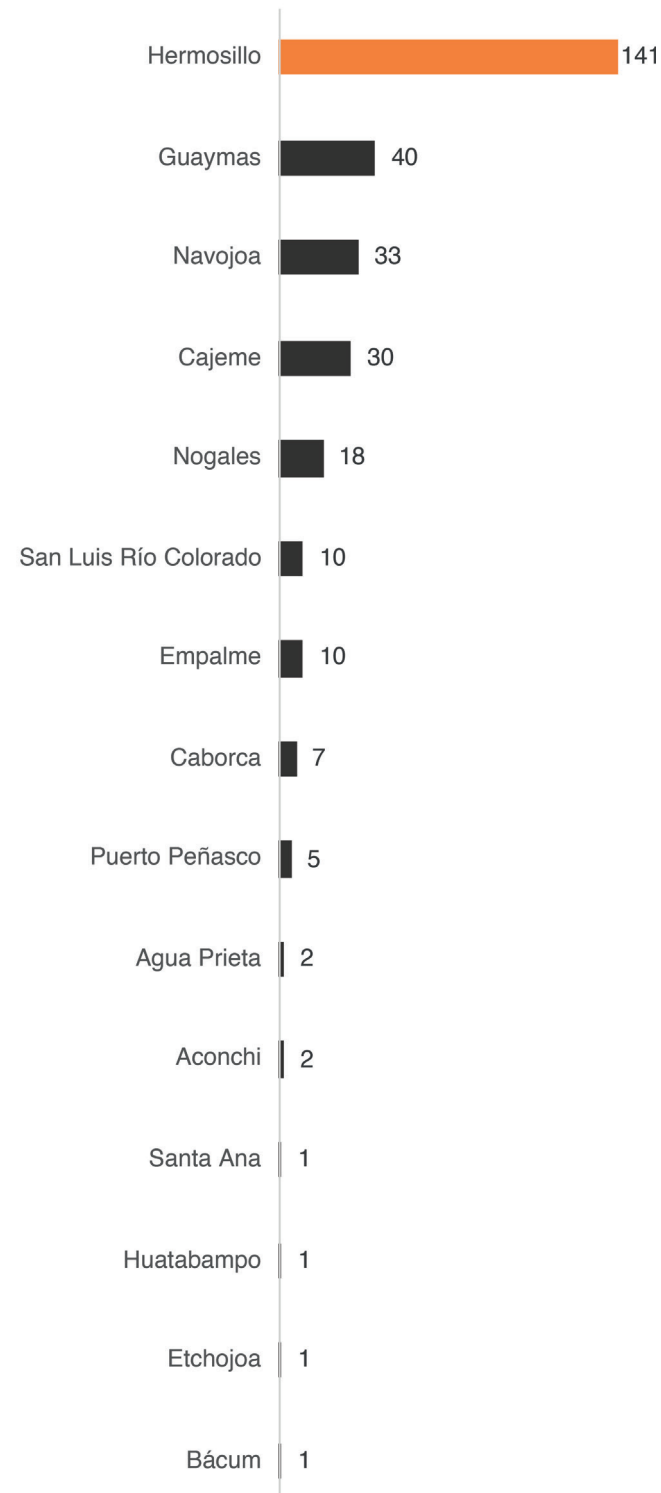 Hermosillo 141
Guaymas 40
Navojoa 33
Cajeme 30
Nogales 18
San Luis Río Colorado 10
Empalme 10
Caborca 7
Puerto Peñasco 5
Agua Prieta 2
Aconchi 2
Santa Ana 1
Huatabampo 1
Etchojoa 1
Bácum 1